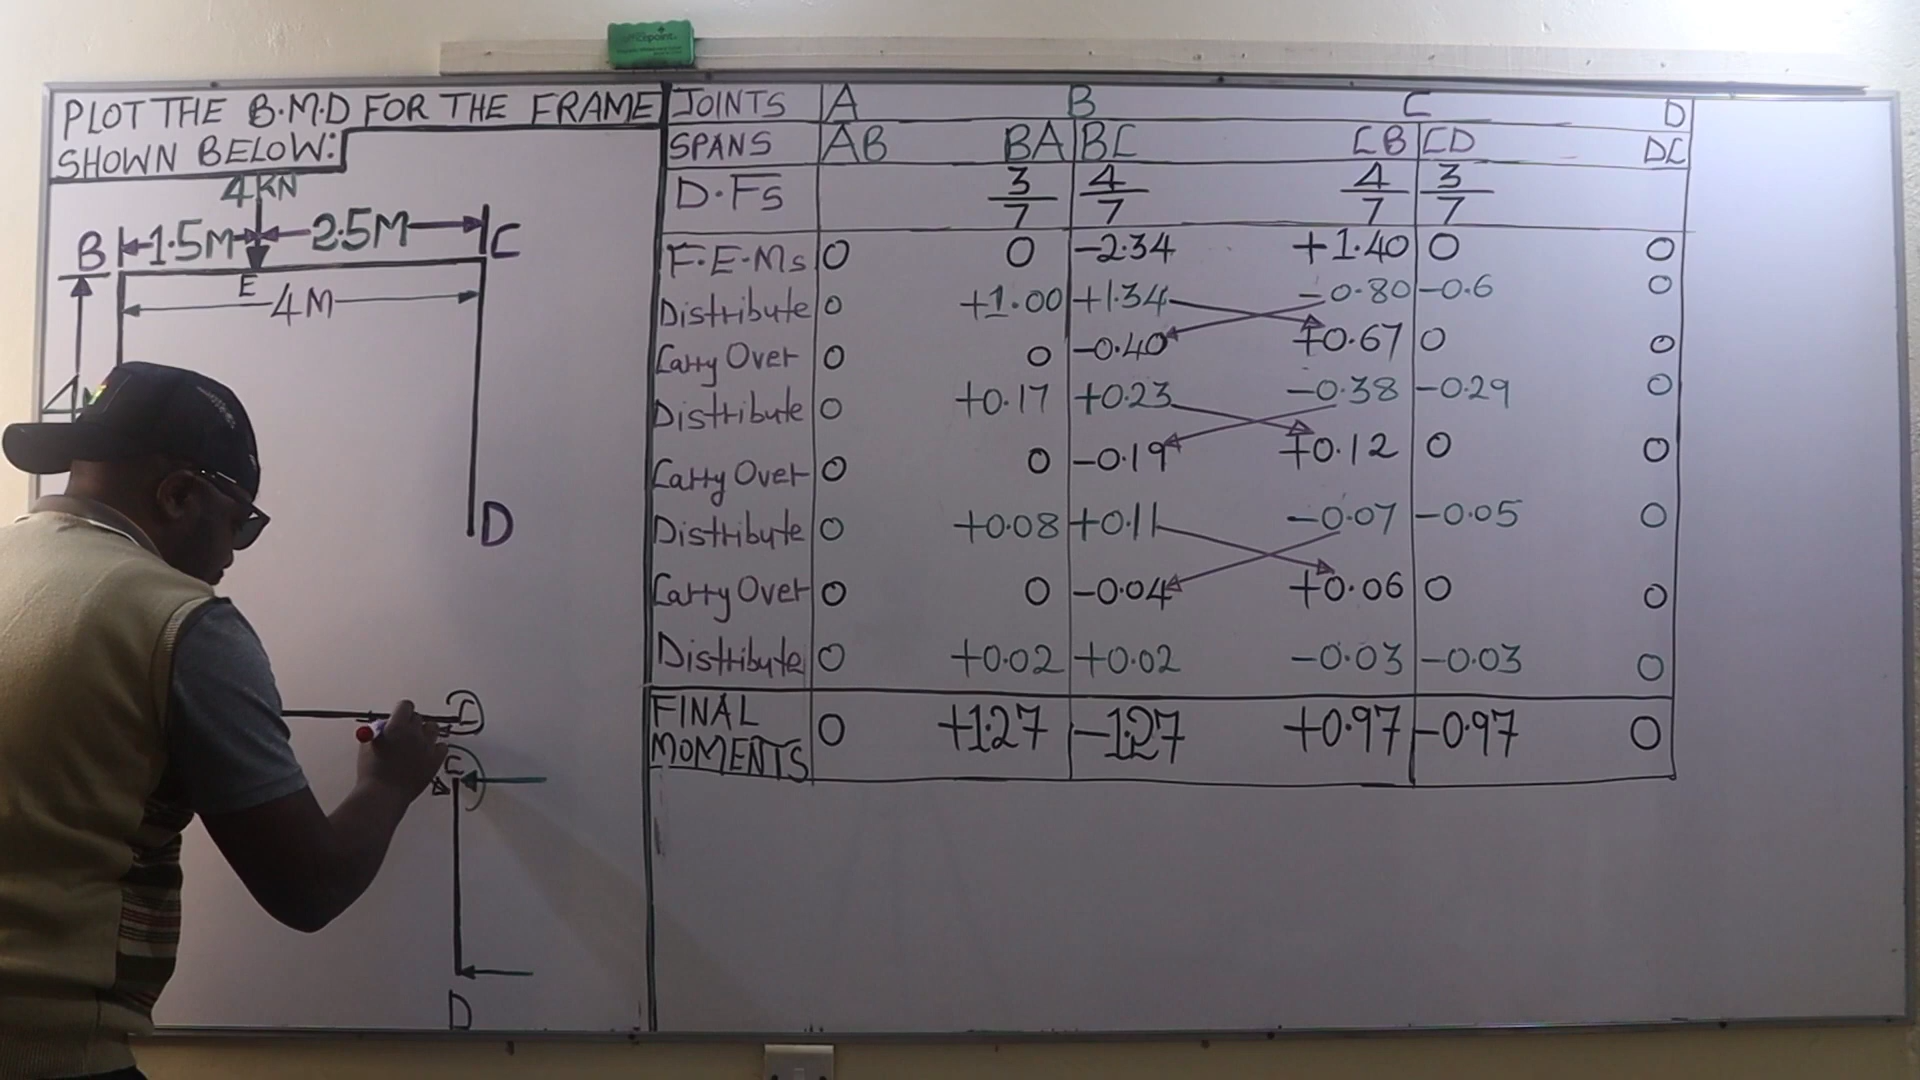 officepoint
PLOT THE B.M.D FOR THE FRAME
SHOWN BELOW:
4KN
B 1.5M 2.5M C
E
4M
4
D
C
C
D
JOINTS A B C D
SPANS AB BA BC CB CD DC
D.Fs 3/7 4/7 4/7 3/7
F.E.Ms 0 0 -2.34 +1.40 0 0
Distribute 0 +1.00 +1.34 -0.80 -0.6 0
Carry Over 0 0 -0.40 +0.67 0 0
Distribute 0 +0.17 +0.23 -0.38 -0.29 0
Carry Over 0 0 -0.19 +0.12 0 0
Distribute 0 +0.08 +0.11 -0.07 -0.05 0
Carry Over 0 0 -0.04 +0.06 0 0
Distribute 0 +0.02 +0.02 -0.03 -0.03 0
FINAL
MOMENTS 0 +1.27 -1.27 +0.97 -0.97 0